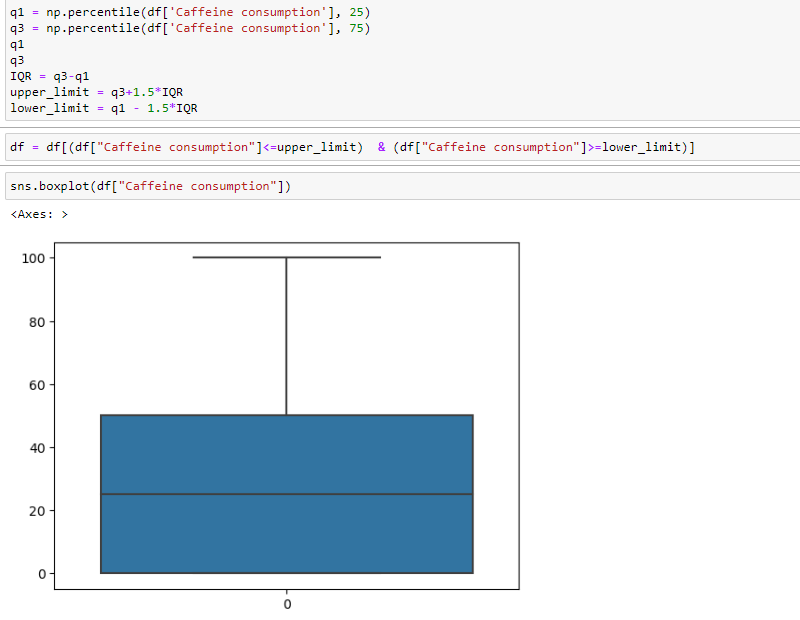 q1 = np.percentile(df['Caffeine consumption'], 25)
q3 = np.percentile(df['Caffeine consumption'], 75)
q1
q3
IQR = q3-q1
upper_limit = q3+1.5*IQR
lower_limit = q1 - 1.5*IQR
df = df[(df["Caffeine consumption"]<=upper_limit)  & (df["Caffeine consumption"]>=lower_limit)]
sns.boxplot(df["Caffeine consumption"])
<Axes: >
100
80
60
40
20
0
0